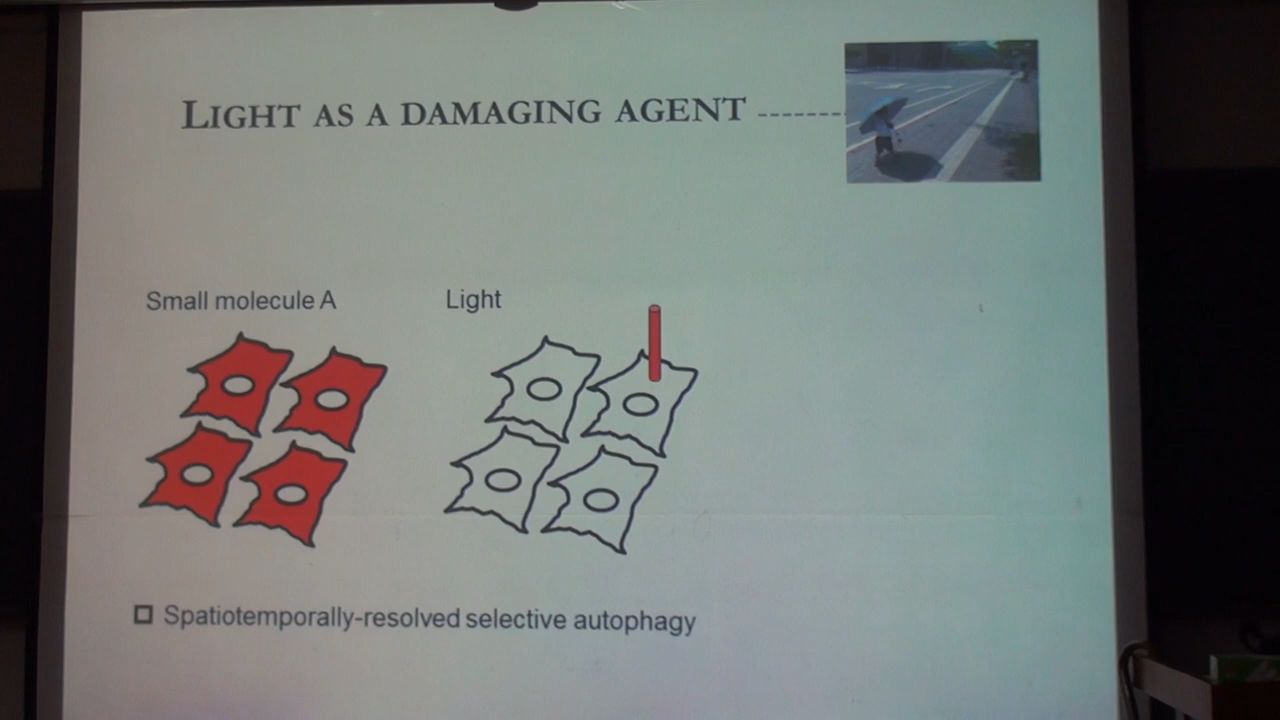 LIGHT AS A DAMAGING AGENT
Small molecule A
Light
Spatiotemporally-resolved selective autophagy